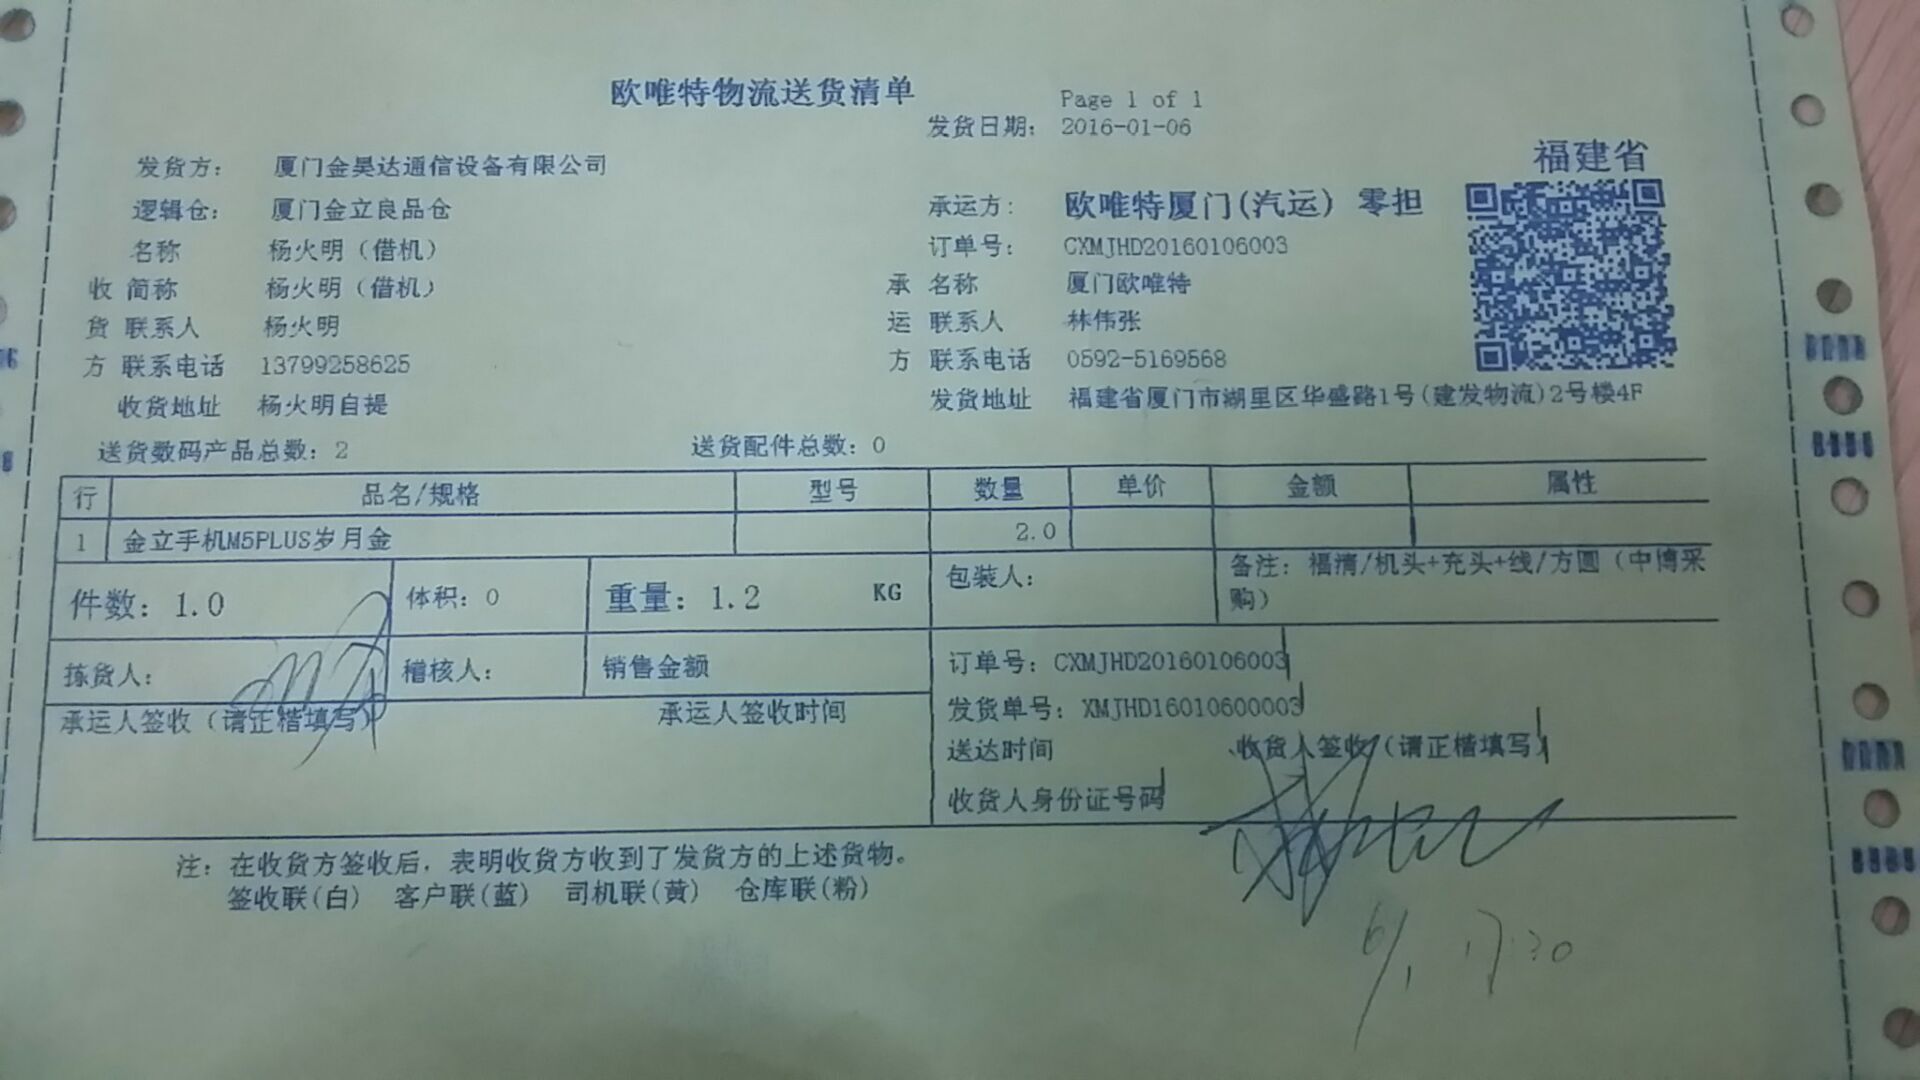 欧唯特物流送货清单
Page 1 of 1
发货日期： 2016-01-06
福建省
发货方： 厦门金昊达通信设备有限公司
逻辑仓： 厦门金立良品仓
承运方： 欧唯特厦门(汽运) 零担
名称 杨火明（借机）
订单号： CXMJHD20160106003
收 简称 杨火明（借机）
承 名称 厦门欧唯特
货 联系人 杨火明
运 联系人 林伟张
方 联系电话 13799258625
方 联系电话 0592-5169568
收货地址 杨火明自提
发货地址 福建省厦门市湖里区华盛路1号(建发物流)2号楼4F
送货数码产品总数： 2 送货配件总数： 0
行 品名/规格 型号 数量 单价 金额 属性
1 金立手机M5PLUS岁月金 2.0
件数： 1.0 体积： 0 重量： 1.2 KG 包装人：
备注： 福清/机头+充头+线/方圆（中博采
购）
拣货人： 稽核人： 销售金额
订单号： CXMJHD20160106003
承运人签收（请正楷填写） 承运人签收时间
发货单号： XMJHD16010600003
送达时间 收货人签收（请正楷填写）
收货人身份证号码
注： 在收货方签收后，表明收货方收到了发货方的上述货物。
签收联(白) 客户联(蓝) 司机联(黄) 仓库联(粉)
6/1 17:30